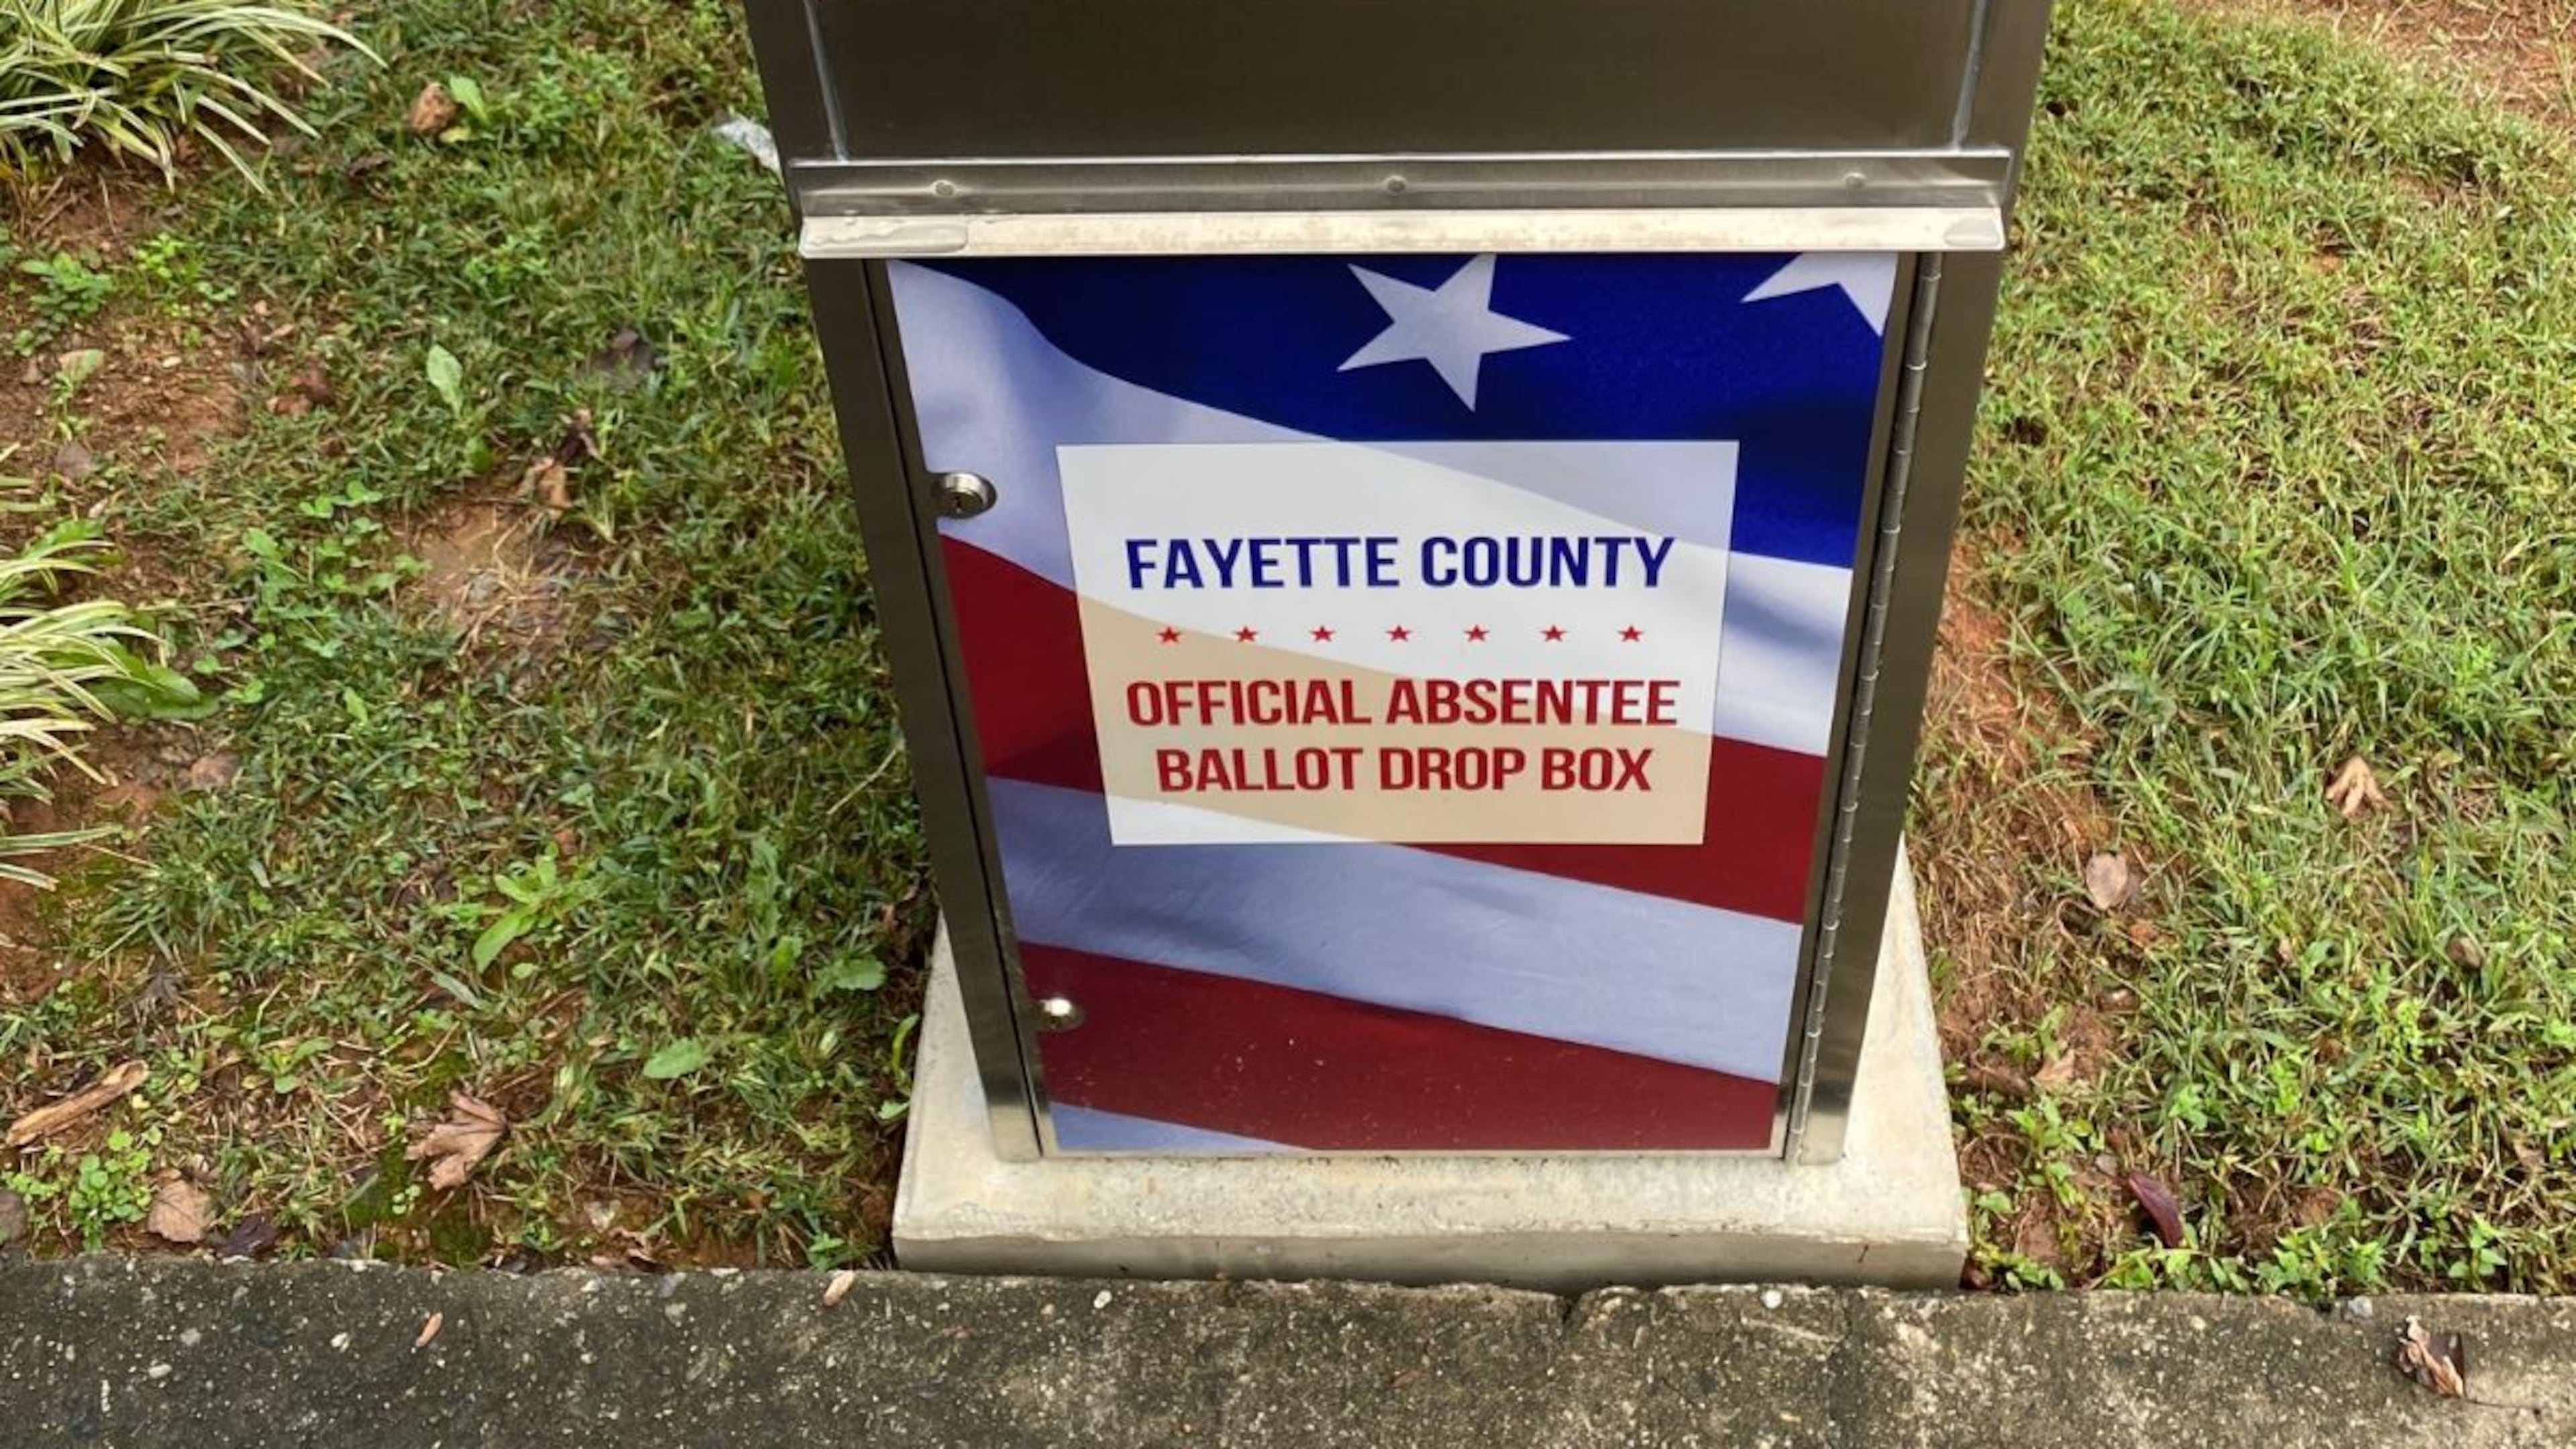 FAYETTE COUNTY
OFFICIAL ABSENTEE
BALLOT DROP BOX